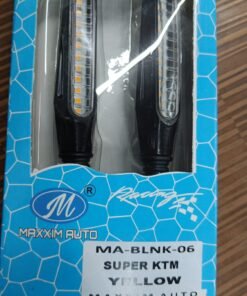 M ®
MAXXIM AUTO
Racing
MA-BLNK-06
SUPER KTM
YELLOW